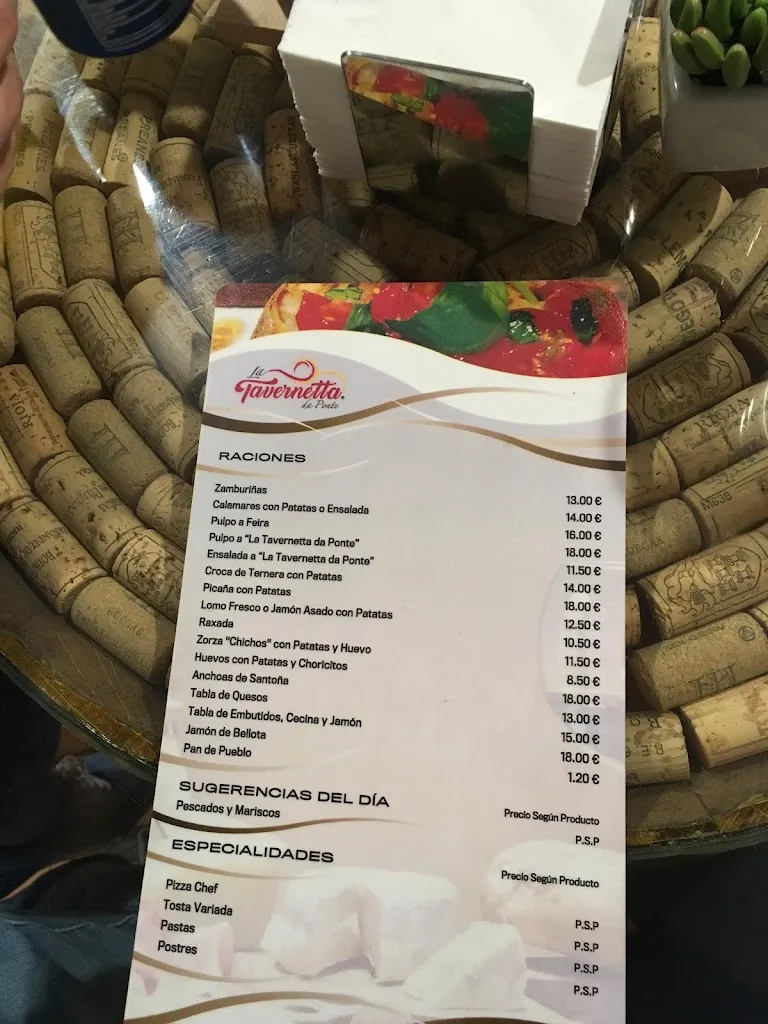 La
Tavernetta
da Ponte
RACIONES
Zamburiñas 13.00 €
Calamares con Patatas o Ensalada 14.00 €
Pulpo a Feira 16.00 €
Pulpo a "La Tavernetta da Ponte" 18.00 €
Ensalada a "La Tavernetta da Ponte" 11.50 €
Croca de Ternera con Patatas 14.00 €
Picaña con Patatas 18.00 €
Lomo Fresco o Jamón Asado con Patatas 12.50 €
Raxada 10.50 €
Zorza "Chichos" con Patatas y Huevo 11.50 €
Huevos con Patatas y Choricitos 8.50 €
Anchoas de Santoña 18.00 €
Tabla de Quesos 13.00 €
Tabla de Embutidos, Cecina y Jamón 15.00 €
Jamón de Bellota 18.00 €
Pan de Pueblo 1.20 €
SUGERENCIAS DEL DÍA Precio Según Producto
Pescados y Mariscos P.S.P
ESPECIALIDADES Precio Según Producto
Pizza Chef P.S.P
Tosta Variada P.S.P
Pastas P.S.P
Postres P.S.P
RIOJA